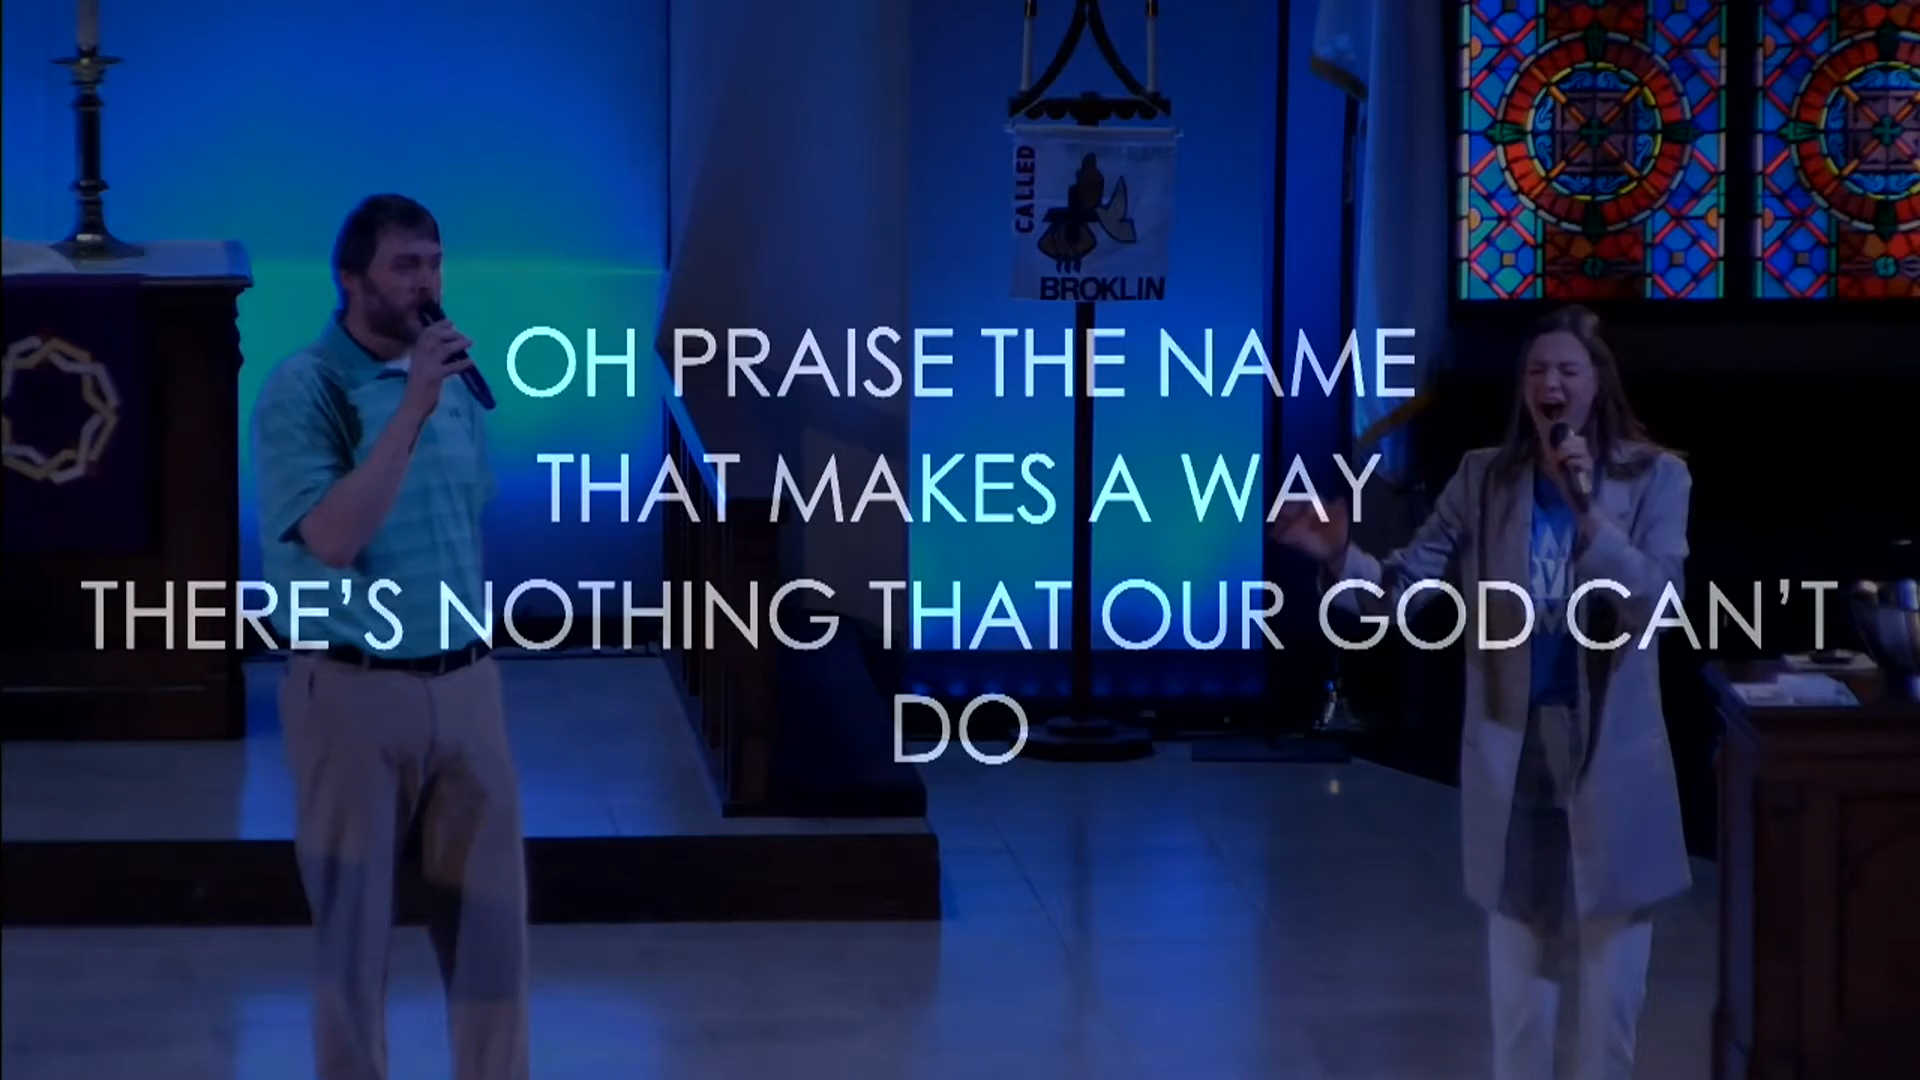 CALLED
BROKLIN
OH PRAISE THE NAME
THAT MAKES A WAY
THERE’S NOTHING THAT OUR GOD CAN’T
DO